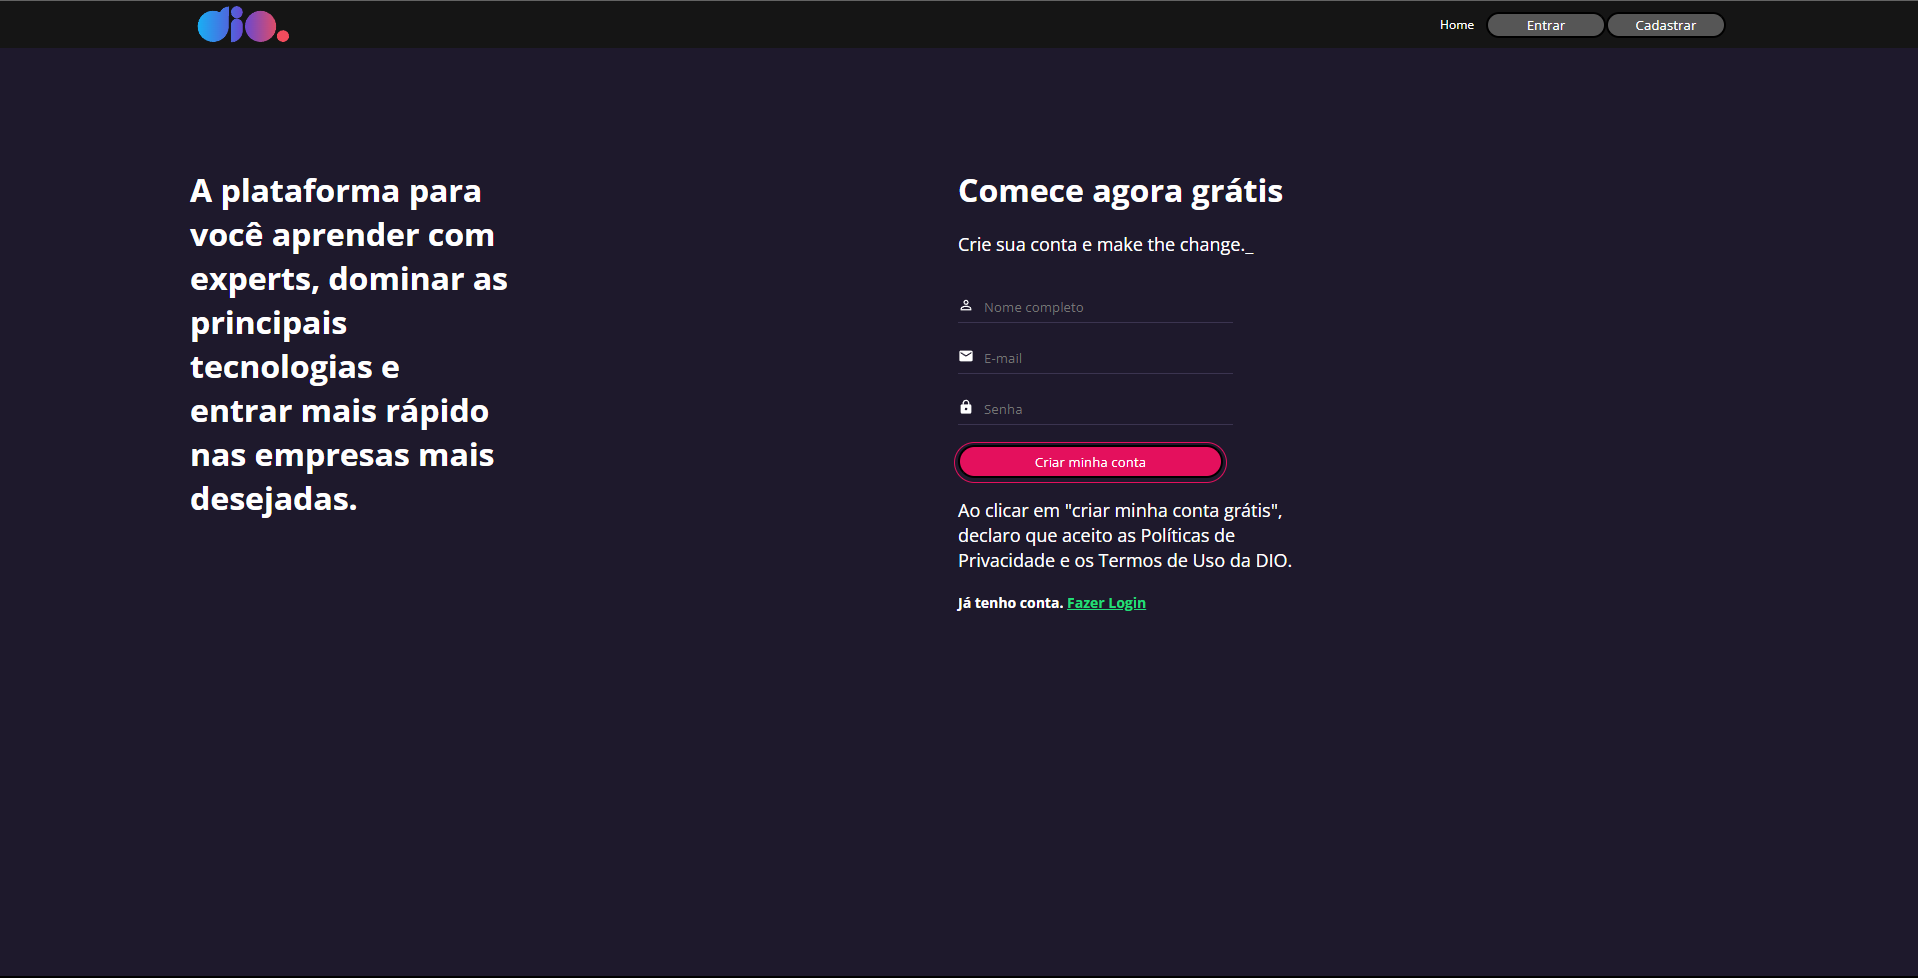 dio.
Home
Entrar
Cadastrar
A plataforma para
você aprender com
experts, dominar as
principais
tecnologias e
entrar mais rápido
nas empresas mais
desejadas.
Comece agora grátis
Crie sua conta e make the change._
Nome completo
E-mail
Senha
Criar minha conta
Ao clicar em "criar minha conta grátis",
declaro que aceito as Políticas de
Privacidade e os Termos de Uso da DIO.
Já tenho conta. Fazer Login